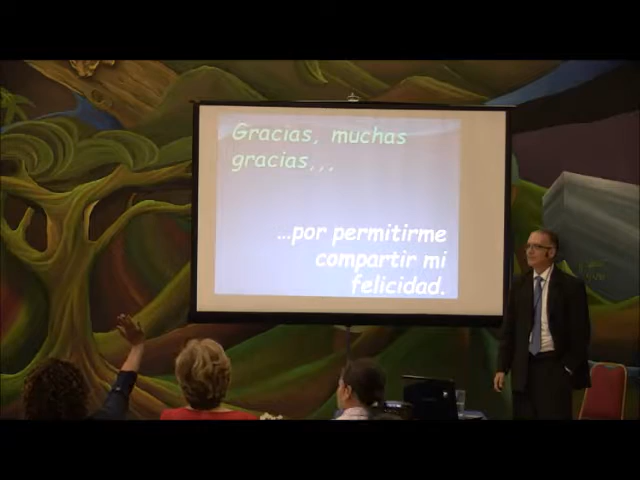 Gracias, muchas
gracias,,,
...por permitirme
compartir mi
felicidad.